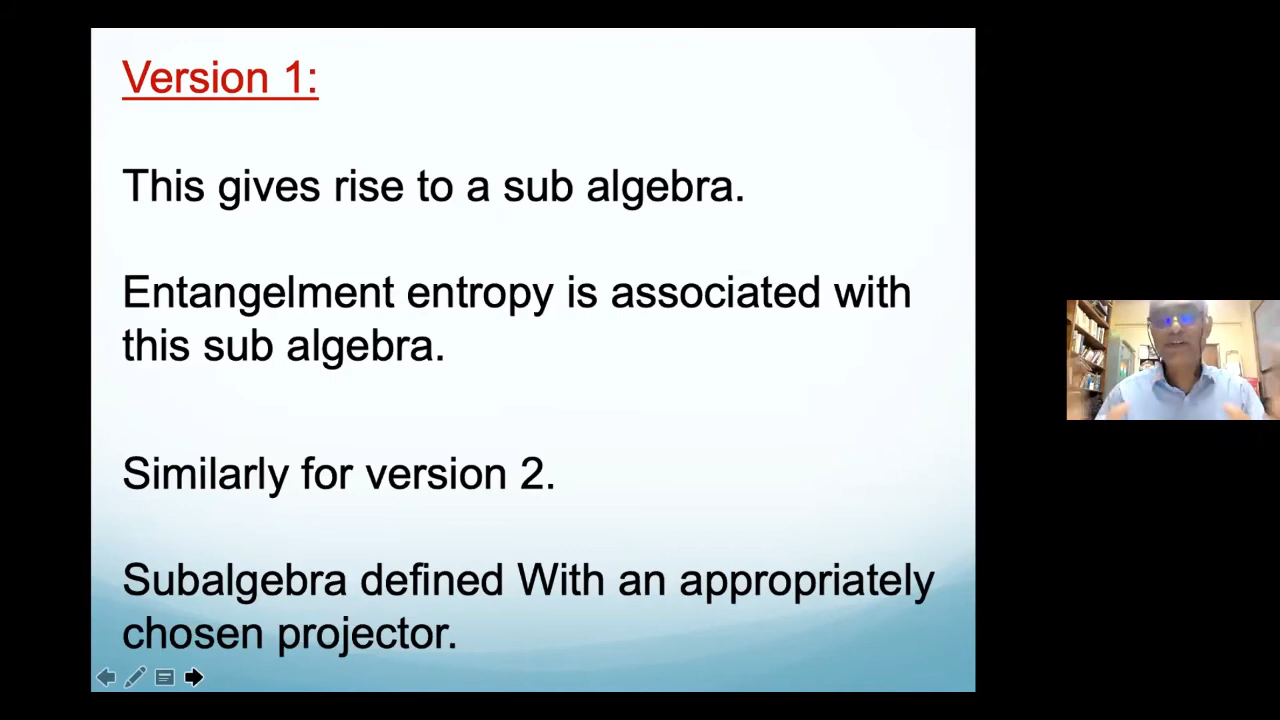 Version 1:
This gives rise to a sub algebra.
Entangelment entropy is associated with
this sub algebra.
Similarly for version 2.
Subalgebra defined With an appropriately
chosen projector.